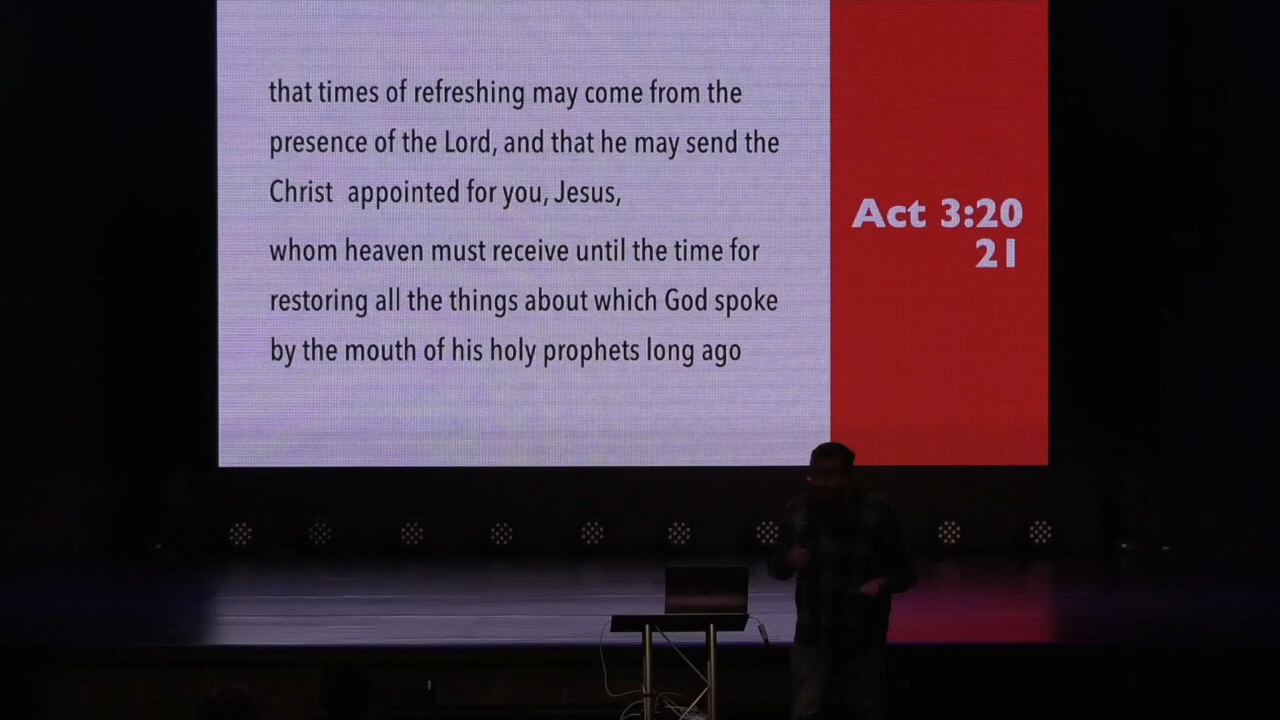 that times of refreshing may come from the
presence of the Lord, and that he may send the
Christ appointed for you, Jesus,
whom heaven must receive until the time for
restoring all the things about which God spoke
by the mouth of his holy prophets long ago
Act 3:20
21